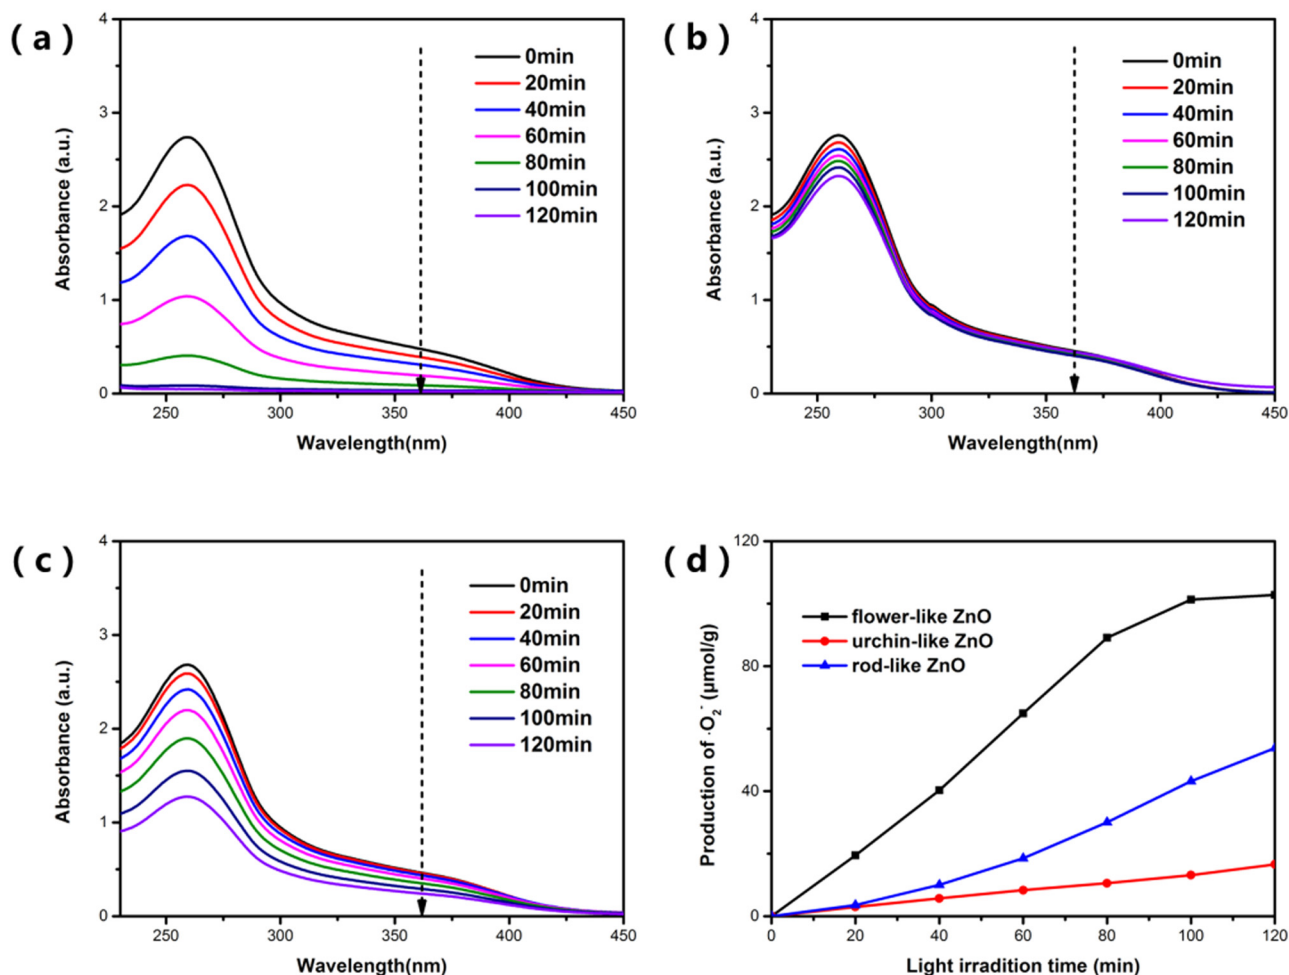 ( a )
4
3
2
1
0
Absorbance (a.u.)
0min
20min
40min
60min
80min
100min
120min
250
300
350
400
450
Wavelength(nm)
( b )
4
3
2
1
0
Absorbance (a.u.)
0min
20min
40min
60min
80min
100min
120min
250
300
350
400
450
Wavelength(nm)
( c )
4
3
2
1
0
Absorbance (a.u.)
0min
20min
40min
60min
80min
100min
120min
250
300
350
400
450
Wavelength(nm)
( d )
120
80
40
0
Production of ·O₂⁻ (μmol/g)
flower-like ZnO
urchin-like ZnO
rod-like ZnO
0
20
40
60
80
100
120
Light irradition time (min)